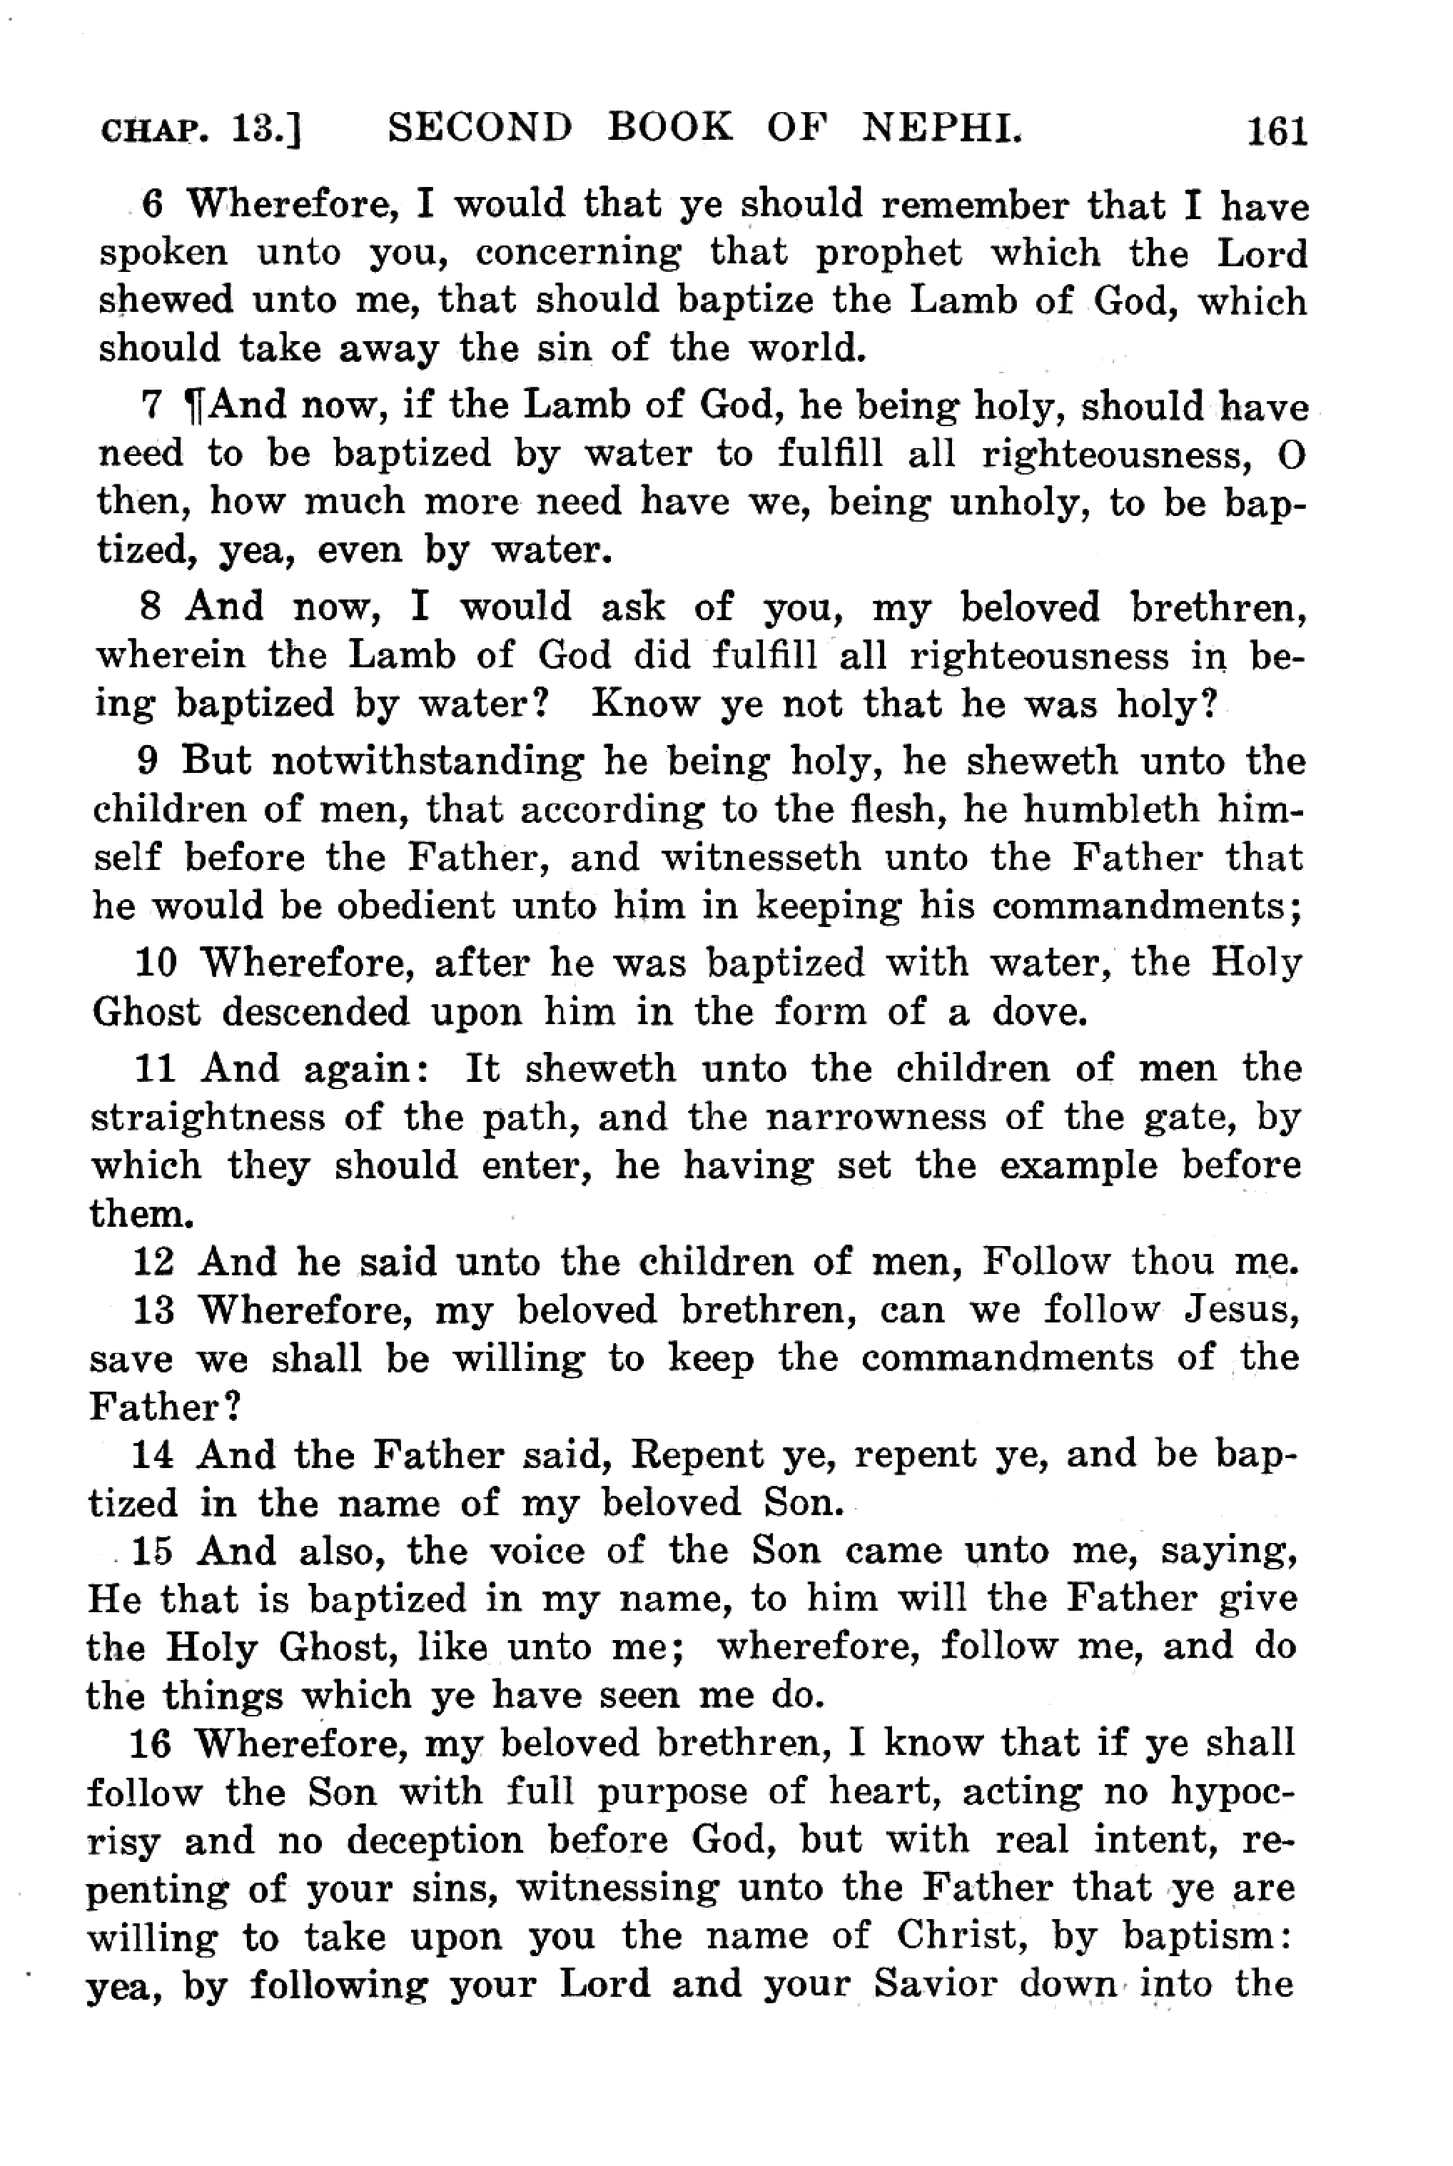 CHAP. 13.] SECOND BOOK OF NEPHI. 161
6 Wherefore, I would that ye should remember that I have
spoken unto you, concerning that prophet which the Lord
shewed unto me, that should baptize the Lamb of God, which
should take away the sin of the world.
7 ¶And now, if the Lamb of God, he being holy, should have
need to be baptized by water to fulfill all righteousness, O
then, how much more need have we, being unholy, to be bap-
tized, yea, even by water.
8 And now, I would ask of you, my beloved brethren,
wherein the Lamb of God did fulfill all righteousness in be-
ing baptized by water? Know ye not that he was holy?
9 But notwithstanding he being holy, he sheweth unto the
children of men, that according to the flesh, he humbleth him-
self before the Father, and witnesseth unto the Father that
he would be obedient unto him in keeping his commandments;
10 Wherefore, after he was baptized with water, the Holy
Ghost descended upon him in the form of a dove.
11 And again: It sheweth unto the children of men the
straightness of the path, and the narrowness of the gate, by
which they should enter, he having set the example before
them.
12 And he said unto the children of men, Follow thou me.
13 Wherefore, my beloved brethren, can we follow Jesus,
save we shall be willing to keep the commandments of the
Father?
14 And the Father said, Repent ye, repent ye, and be bap-
tized in the name of my beloved Son.
15 And also, the voice of the Son came unto me, saying,
He that is baptized in my name, to him will the Father give
the Holy Ghost, like unto me; wherefore, follow me, and do
the things which ye have seen me do.
16 Wherefore, my beloved brethren, I know that if ye shall
follow the Son with full purpose of heart, acting no hypoc-
risy and no deception before God, but with real intent, re-
penting of your sins, witnessing unto the Father that ye are
willing to take upon you the name of Christ, by baptism:
yea, by following your Lord and your Savior down into the